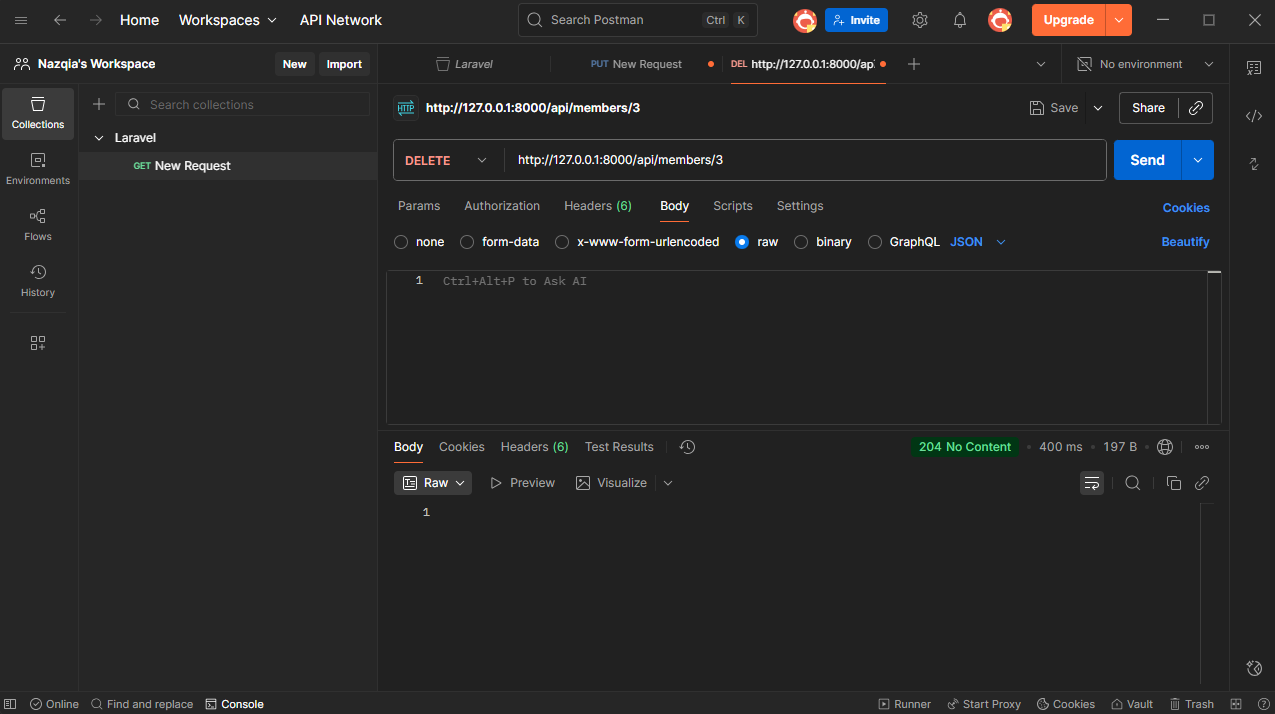 Home Workspaces API Network Search Postman Ctrl K Invite Upgrade
Nazqia's Workspace New Import Laravel PUT New Request DEL http://127.0.0.1:8000/api No environment
Collections
Environments
Flows
History
Search collections
Laravel
GET New Request
HTTP http://127.0.0.1:8000/api/members/3 Save Share
DELETE http://127.0.0.1:8000/api/members/3 Send
Params Authorization Headers (6) Body Scripts Settings Cookies
none form-data x-www-form-urlencoded raw binary GraphQL JSON Beautify
1 Ctrl+Alt+P to Ask AI
Body Cookies Headers (6) Test Results 204 No Content 400 ms 197 B
Raw Preview Visualize
1
Online Find and replace Console Runner Start Proxy Cookies Vault Trash